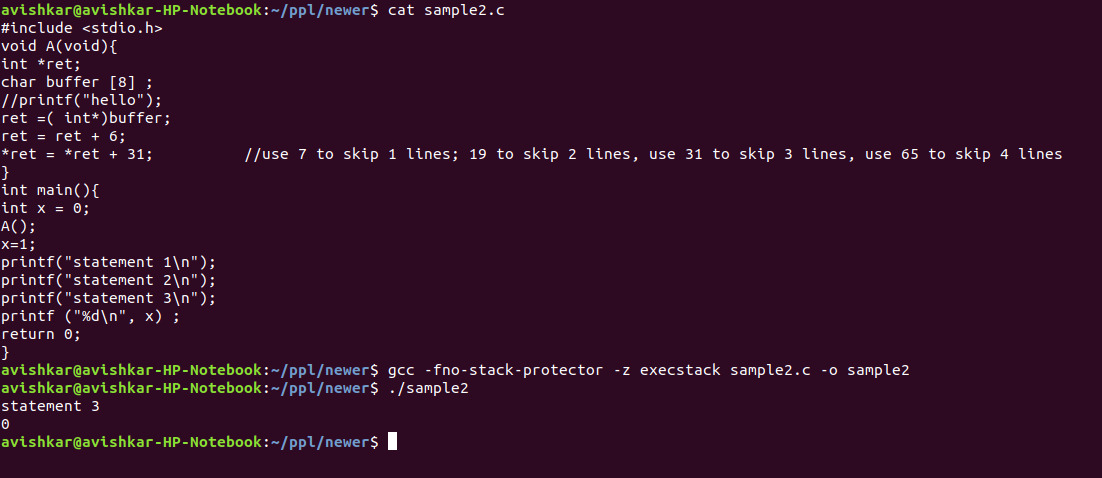 avishkar@avishkar-HP-Notebook:~/ppl/newer$ cat sample2.c
#include <stdio.h>
void A(void){
int *ret;
char buffer [8] ;
//printf("hello");
ret =( int*)buffer;
ret = ret + 6;
*ret = *ret + 31;          //use 7 to skip 1 lines; 19 to skip 2 lines, use 31 to skip 3 lines, use 65 to skip 4 lines
}
int main(){
int x = 0;
A();
x=1;
printf("statement 1\n");
printf("statement 2\n");
printf("statement 3\n");
printf ("%d\n", x) ;
return 0;
}
avishkar@avishkar-HP-Notebook:~/ppl/newer$ gcc -fno-stack-protector -z execstack sample2.c -o sample2
avishkar@avishkar-HP-Notebook:~/ppl/newer$ ./sample2
statement 3
0
avishkar@avishkar-HP-Notebook:~/ppl/newer$